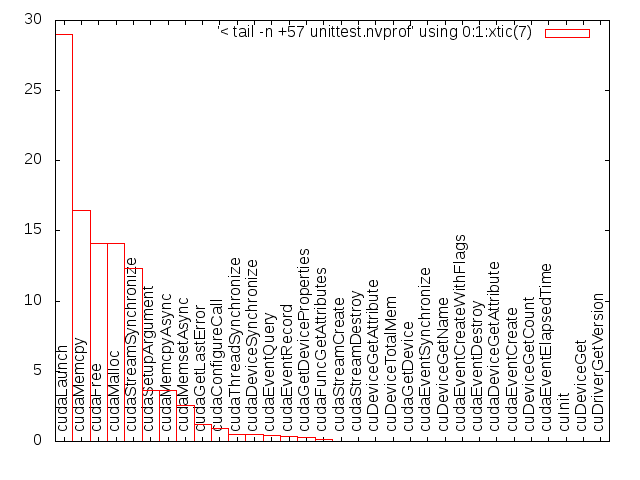 '< tail -n +57 unittest.nvprof' using 0:1:xtic(7)
30
25
20
15
10
5
0
cudaLaunch
cudaMemcpy
cudaFree
cudaMalloc
cudaStreamSynchronize
cudaSetupArgument
cudaMemcpyAsync
cudaMemsetAsync
cudaGetLastError
cudaConfigureCall
cudaThreadSynchronize
cudaDeviceSynchronize
cudaEventQuery
cudaEventRecord
cudaGetDeviceProperties
cudaFuncGetAttributes
cudaStreamCreate
cudaStreamDestroy
cuDeviceGetAttribute
cuDeviceTotalMem
cudaGetDevice
cudaEventSynchronize
cuDeviceGetName
cudaEventCreateWithFlags
cudaEventDestroy
cudaDeviceGetAttribute
cudaEventCreate
cuDeviceGetCount
cudaEventElapsedTime
cuInit
cuDeviceGet
cuDriverGetVersion